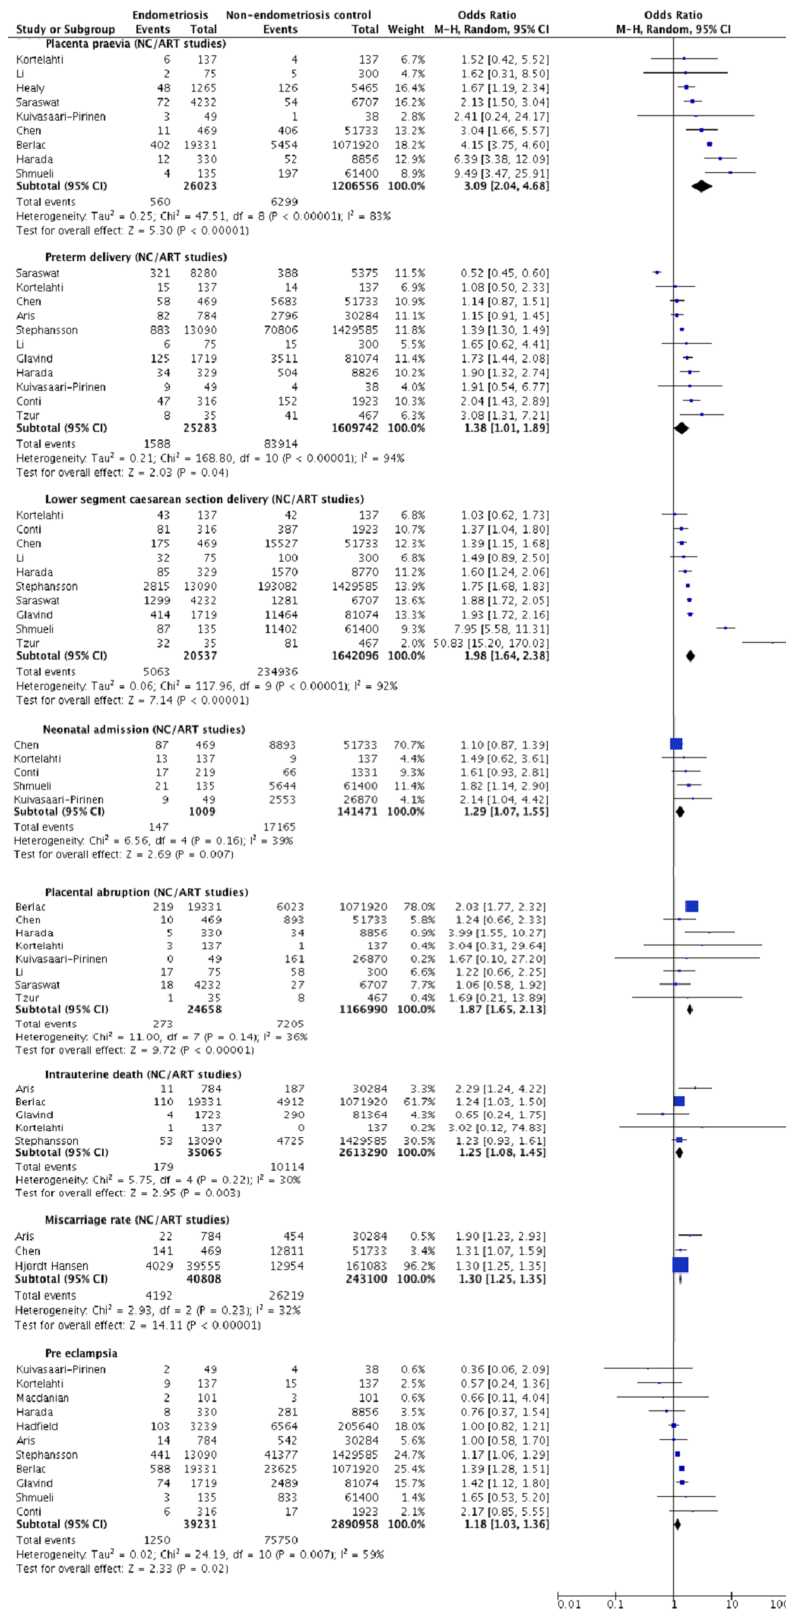 Endometriosis Non-endometriosis control Odds Ratio Odds Ratio
Study or Subgroup Events Total Events Total Weight M-H, Random, 95% CI M-H, Random, 95% CI
Placenta praevia (NC/ART studies)
Kortelahti 6 137 4 137 6.7% 1.52 [0.42, 5.52]
Li 2 75 5 300 4.7% 1.62 [0.31, 8.50]
Healy 48 1265 126 5465 16.4% 1.67 [1.19, 2.34]
Saraswat 72 4232 54 6707 16.2% 2.13 [1.50, 3.04]
Kuivasaari-Pirinen 3 49 1 38 2.8% 2.41 [0.24, 24.17]
Chen 11 469 406 51733 13.2% 3.04 [1.66, 5.57]
Berlac 402 19331 5454 1071920 18.2% 4.15 [3.75, 4.60]
Harada 12 330 52 8856 12.9% 6.39 [3.38, 12.09]
Shmueli 4 135 197 61400 8.9% 9.49 [3.47, 25.91]
Subtotal (95% CI) 26023 1206556 100.0% 3.09 [2.04, 4.68]
Total events 560 6299
Heterogeneity: Tau² = 0.25; Chi² = 47.51, df = 8 (P < 0.00001); I² = 83%
Test for overall effect: Z = 5.30 (P < 0.00001)
Preterm delivery (NC/ART studies)
Saraswat 321 8280 388 5375 11.5% 0.52 [0.45, 0.60]
Kortelahti 15 137 14 137 6.9% 1.08 [0.50, 2.33]
Chen 58 469 5683 51733 10.9% 1.14 [0.87, 1.51]
Aris 82 784 2796 30284 11.1% 1.15 [0.91, 1.45]
Stephansson 883 13090 70806 1429585 11.8% 1.39 [1.30, 1.49]
Li 6 75 15 300 5.5% 1.65 [0.62, 4.41]
Glavind 125 1719 3511 81074 11.4% 1.73 [1.44, 2.08]
Harada 34 329 504 8826 10.2% 1.90 [1.32, 2.74]
Kuivasaari-Pirinen 9 49 4 38 4.0% 1.91 [0.54, 6.77]
Conti 47 316 152 1923 10.4% 2.04 [1.43, 2.89]
Tzur 8 35 41 467 6.3% 3.08 [1.31, 7.21]
Subtotal (95% CI) 25283 1609742 100.0% 1.38 [1.01, 1.89]
Total events 1588 83914
Heterogeneity: Tau² = 0.21; Chi² = 168.80, df = 10 (P < 0.00001); I² = 94%
Test for overall effect: Z = 2.03 (P = 0.04)
Lower segment caesarean section delivery (NC/ART studies)
Kortelahti 43 137 42 137 6.8% 1.03 [0.62, 1.73]
Conti 81 316 387 1923 10.7% 1.37 [1.04, 1.80]
Chen 175 469 15527 51733 12.3% 1.39 [1.15, 1.68]
Li 32 75 100 300 6.8% 1.49 [0.89, 2.50]
Harada 85 329 1570 8770 11.2% 1.60 [1.24, 2.06]
Stephansson 2815 13090 193082 1429585 13.9% 1.75 [1.68, 1.83]
Saraswat 1299 4232 1281 6707 13.6% 1.88 [1.72, 2.05]
Glavind 414 1719 11464 81074 13.4% 1.93 [1.72, 2.16]
Shmueli 87 135 11402 61400 9.3% 7.95 [5.58, 11.31]
Tzur 32 35 81 467 2.0% 50.83 [15.20, 170.03]
Subtotal (95% CI) 20537 1642096 100.0% 1.98 [1.64, 2.38]
Total events 5063 234936
Heterogeneity: Tau² = 0.06; Chi² = 117.96, df = 9 (P < 0.00001); I² = 92%
Test for overall effect: Z = 7.14 (P < 0.00001)
Neonatal admission (NC/ART studies)
Chen 87 469 8893 51733 70.7% 1.10 [0.87, 1.39]
Kortelahti 13 137 9 137 4.4% 1.49 [0.62, 3.61]
Conti 17 219 66 1331 9.3% 1.61 [0.93, 2.81]
Shmueli 21 135 5644 61400 11.4% 1.82 [1.14, 2.90]
Kuivasaari-Pirinen 9 49 2553 26870 4.1% 2.14 [1.04, 4.42]
Subtotal (95% CI) 1009 141471 100.0% 1.29 [1.07, 1.55]
Total events 147 17165
Heterogeneity: Chi² = 6.56, df = 4 (P = 0.16); I² = 39%
Test for overall effect: Z = 2.69 (P = 0.007)
Placental abruption (NC/ART studies)
Berlac 219 19331 6023 1071920 78.0% 2.03 [1.77, 2.32]
Chen 10 469 893 51733 5.8% 1.24 [0.66, 2.33]
Harada 5 330 34 8856 0.9% 3.99 [1.55, 10.27]
Kortelahti 3 137 1 137 0.4% 3.04 [0.31, 29.64]
Kuivasaari-Pirinen 0 49 161 26870 0.2% 1.67 [0.10, 27.20]
Li 17 75 58 300 6.6% 1.22 [0.66, 2.25]
Saraswat 18 4232 27 6707 7.7% 1.06 [0.58, 1.92]
Tzur 1 35 8 467 0.4% 1.69 [0.21, 13.89]
Subtotal (95% CI) 24658 1166990 100.0% 1.87 [1.65, 2.13]
Total events 273 7205
Heterogeneity: Chi² = 11.00, df = 7 (P = 0.14); I² = 36%
Test for overall effect: Z = 9.72 (P < 0.00001)
Intrauterine death (NC/ART studies)
Aris 11 784 187 30284 3.3% 2.29 [1.24, 4.22]
Berlac 110 19331 4912 1071920 61.7% 1.24 [1.03, 1.50]
Glavind 4 1723 290 81364 4.3% 0.65 [0.24, 1.75]
Kortelahti 1 137 0 137 0.2% 3.02 [0.12, 74.83]
Stephansson 53 13090 4725 1429585 30.5% 1.23 [0.93, 1.61]
Subtotal (95% CI) 35065 2613290 100.0% 1.25 [1.08, 1.45]
Total events 179 10114
Heterogeneity: Chi² = 5.75, df = 4 (P = 0.22); I² = 30%
Test for overall effect: Z = 2.95 (P = 0.003)
Miscarriage rate (NC/ART studies)
Aris 22 784 454 30284 0.5% 1.90 [1.23, 2.93]
Chen 141 469 12811 51733 3.4% 1.31 [1.07, 1.59]
Hjordt Hansen 4029 39555 12954 161083 96.2% 1.30 [1.25, 1.35]
Subtotal (95% CI) 40808 243100 100.0% 1.30 [1.25, 1.35]
Total events 4192 26219
Heterogeneity: Chi² = 2.93, df = 2 (P = 0.23); I² = 32%
Test for overall effect: Z = 14.11 (P < 0.00001)
Pre eclampsia
Kuivasaari-Pirinen 2 49 4 38 0.6% 0.36 [0.06, 2.09]
Kortelahti 9 137 15 137 2.5% 0.57 [0.24, 1.36]
Macdanian 2 101 3 101 0.6% 0.66 [0.11, 4.04]
Harada 8 330 281 8856 3.5% 0.76 [0.37, 1.54]
Hadfield 103 3239 6564 205640 18.0% 1.00 [0.82, 1.21]
Aris 14 784 542 30284 5.6% 1.00 [0.58, 1.70]
Stephansson 441 13090 41377 1429585 24.7% 1.17 [1.06, 1.29]
Berlac 588 19331 23625 1071920 25.4% 1.39 [1.28, 1.51]
Glavind 74 1719 2489 81074 15.7% 1.42 [1.12, 1.80]
Shmueli 3 135 833 61400 1.4% 1.65 [0.53, 5.20]
Conti 6 316 17 1923 2.1% 2.17 [0.85, 5.55]
Subtotal (95% CI) 39231 2890958 100.0% 1.18 [1.03, 1.36]
Total events 1250 75750
Heterogeneity: Tau² = 0.02; Chi² = 24.19, df = 10 (P = 0.007); I² = 59%
Test for overall effect: Z = 2.33 (P = 0.02)
0.01 0.1 1 10 100